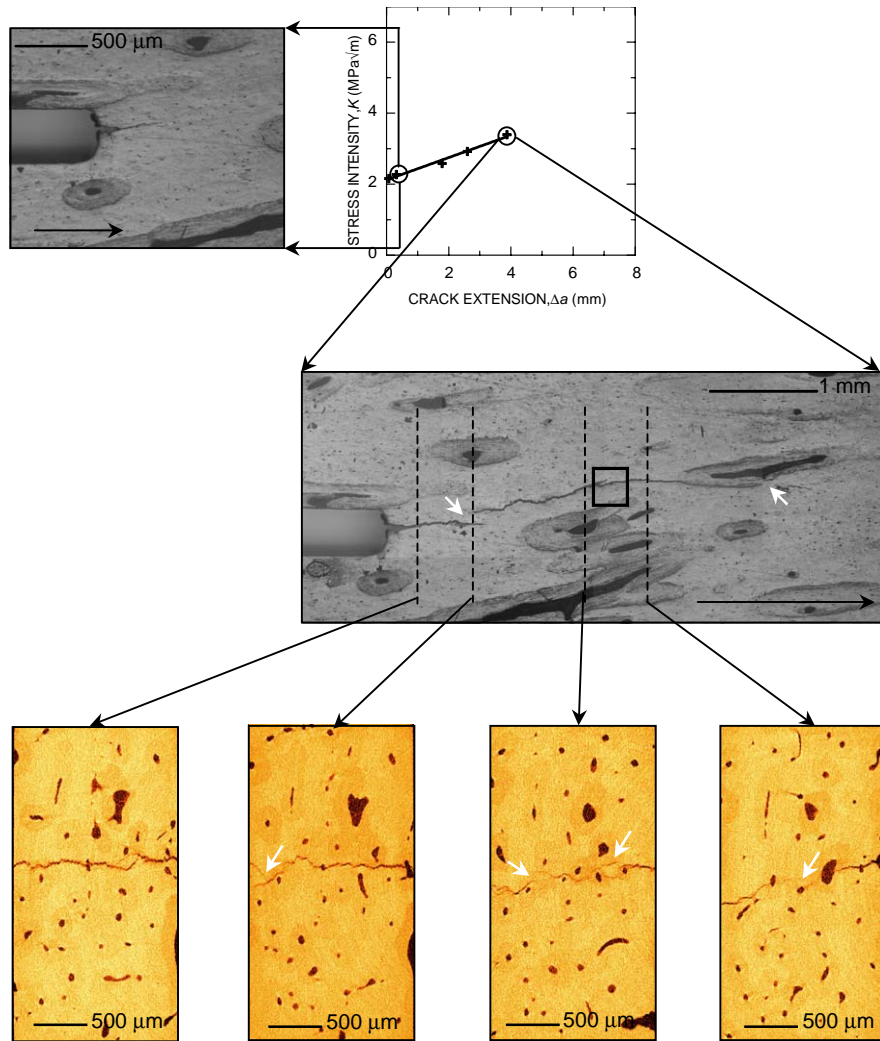 500 μm
STRESS INTENSITY,K (MPa√m)
6
4
2
0
0 2 4 6 8
CRACK EXTENSION,Δa (mm)
1 mm
500 μm
500 μm
500 μm
500 μm